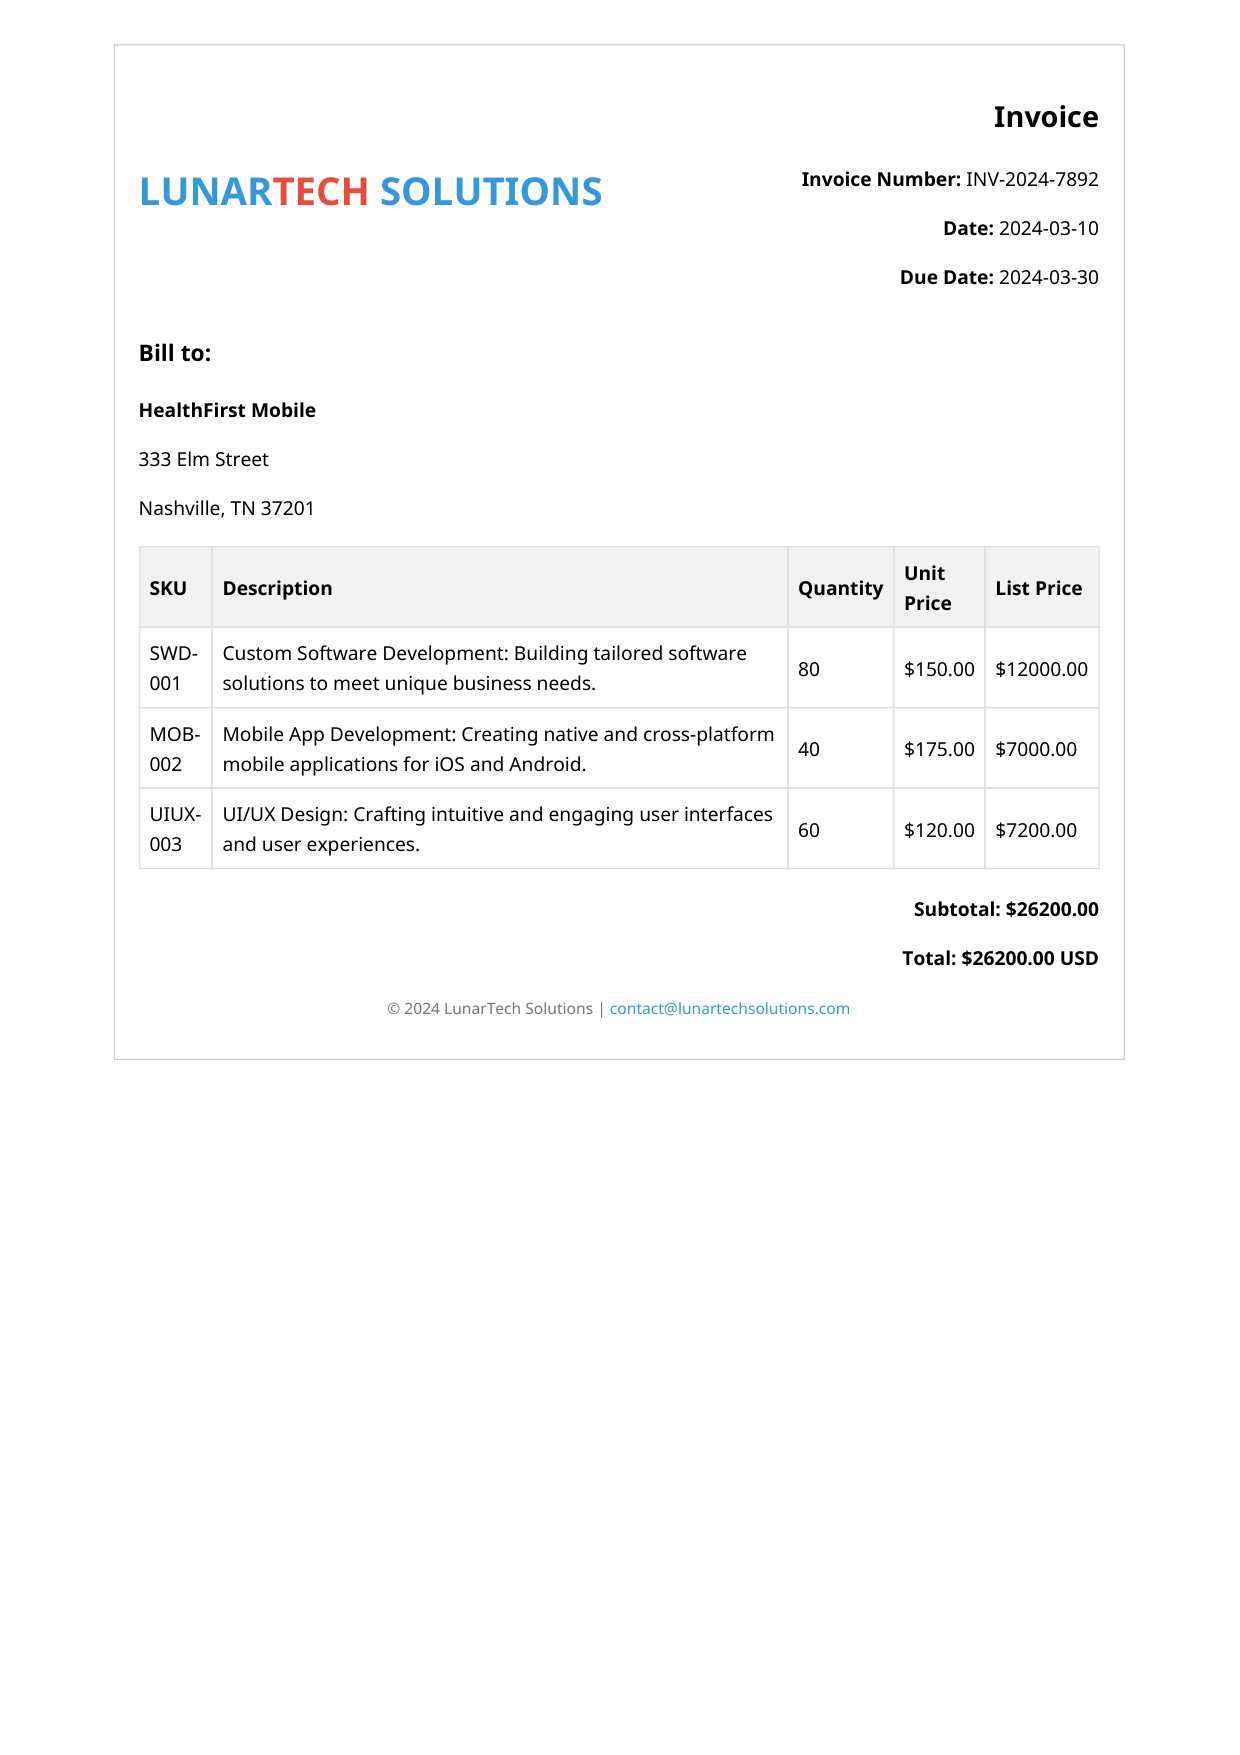 Invoice
LUNARTECH SOLUTIONS
Invoice Number: INV-2024-7892
Date: 2024-03-10
Due Date: 2024-03-30
Bill to:
HealthFirst Mobile
333 Elm Street
Nashville, TN 37201
SKU Description Quantity Unit Price List Price
SWD-001 Custom Software Development: Building tailored software solutions to meet unique business needs. 80 $150.00 $12000.00
MOB-002 Mobile App Development: Creating native and cross-platform mobile applications for iOS and Android. 40 $175.00 $7000.00
UIUX-003 UI/UX Design: Crafting intuitive and engaging user interfaces and user experiences. 60 $120.00 $7200.00
Subtotal: $26200.00
Total: $26200.00 USD
© 2024 LunarTech Solutions | contact@lunartechsolutions.com